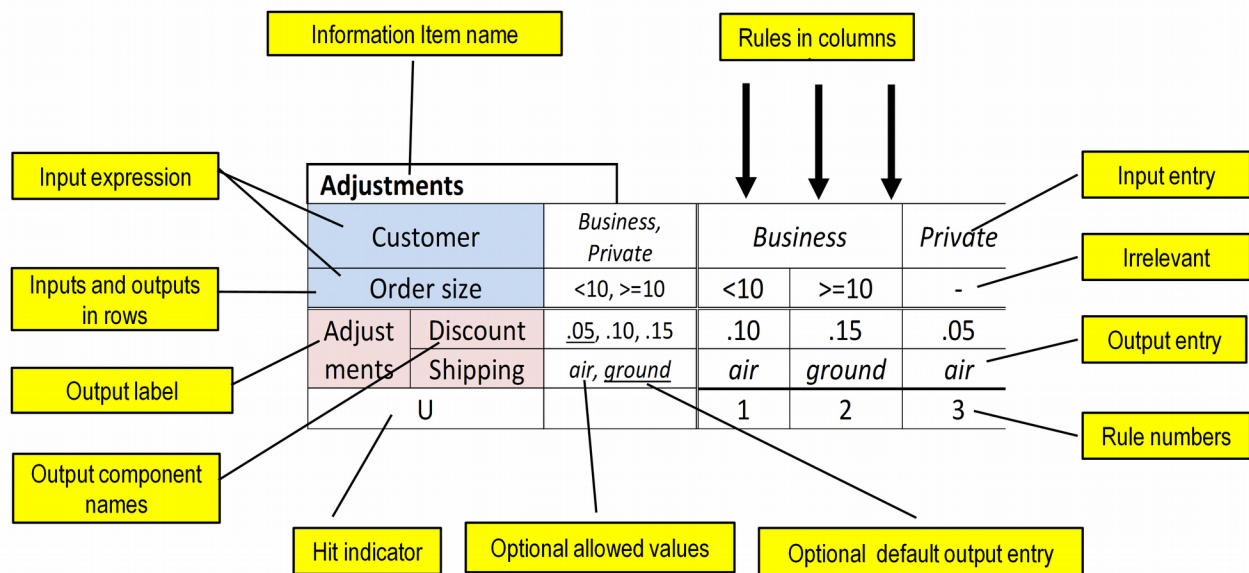 Information Item name
Rules in columns
Input expression
Input entry
Adjustments
Customer
Business,
Private
Business
Private
Irrelevant
Inputs and outputs
in rows
Order size
<10, >=10
<10
>=10
-
Adjust
ments
Discount
.05, .10, .15
.10
.15
.05
Output entry
Shipping
air, ground
air
ground
air
Output label
U
1
2
3
Rule numbers
Output component
names
Hit indicator
Optional allowed values
Optional default output entry